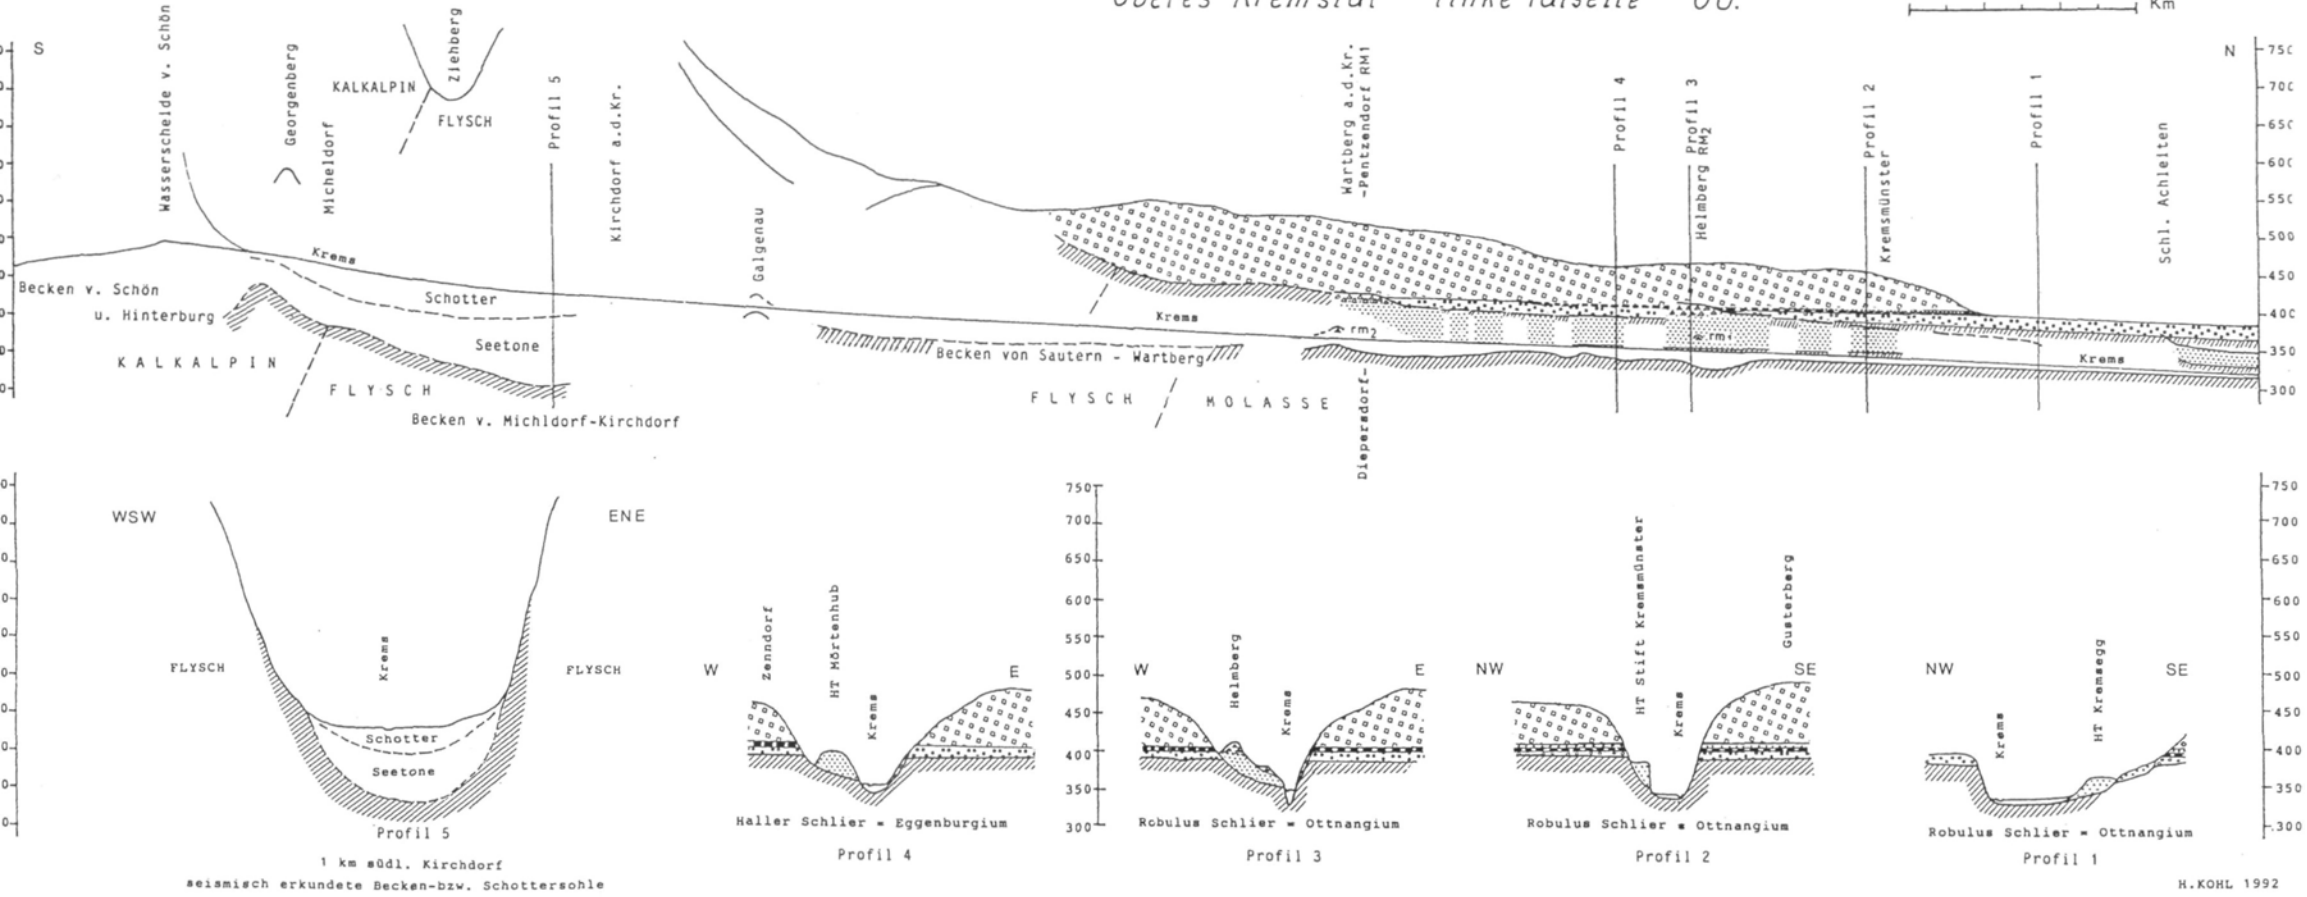 Oberes Kremstal - linke Talseite - OÖ.
Km
S
N
Wasserscheide v. Schön
Georgenberg
Micheldorf
KALKALPIN
Ziehberg
FLYSCH
Profil 5
Kirchdorf a.d.Kr.
Galgenau
Wartberg a.d.Kr.
-Penzendorf RM1
Profil 4
Profil 3
Helmberg RM2
Profil 2
Kremsmünster
Profil 1
Schl. Achleiten
750
700
650
600
550
500
450
400
350
300
Krems
Becken v. Schön
u. Hinterburg
Schotter
Seetone
KALKALPIN
FLYSCH
Becken v. Michldorf-Kirchdorf
Krems
Becken von Sautern - Wartberg
rm2
rm1
Krems
FLYSCH
MOLASSE
Diepersdorf-
WSW
ENE
FLYSCH
Krems
FLYSCH
Schotter
Seetone
Profil 5
1 km südl. Kirchdorf
seismisch erkundete Becken-bzw. Schottersohle
W
Zenndorf
HT Mörtenhub
Krems
E
Haller Schlier = Eggenburgium
Profil 4
750
700
650
600
550
500
450
400
350
300
W
Helmberg
Krems
E
Robulus Schlier = Ottnangium
Profil 3
NW
HT Stift Kremsmünster
Krems
Gusterberg
SE
Robulus Schlier = Ottnangium
Profil 2
NW
Krems
HT Kremsegg
SE
Robulus Schlier = Ottnangium
Profil 1
750
700
650
600
550
500
450
400
350
300
H.KOHL 1992